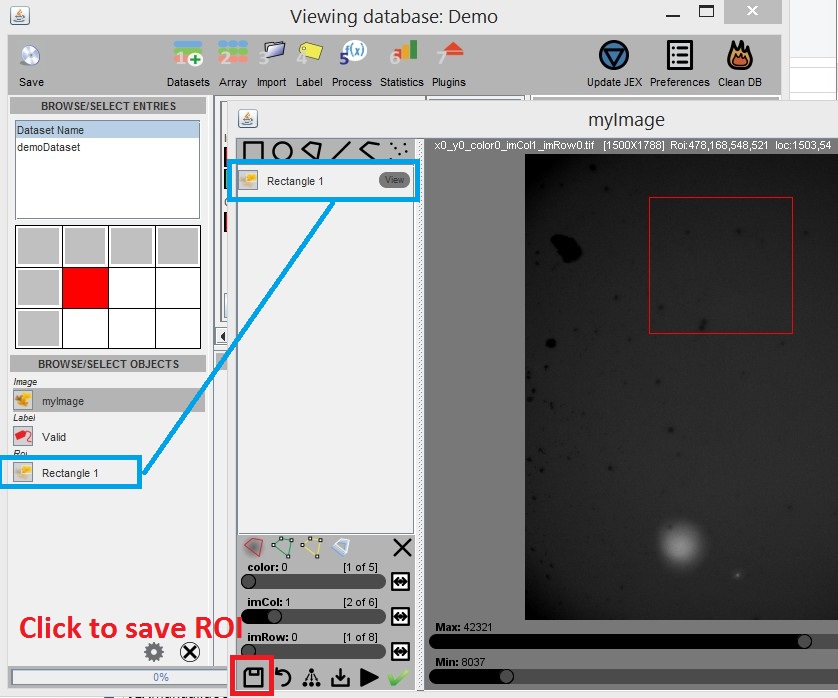 Viewing database: Demo
1 2 3 4 5 f(x) 6 7
Save Datasets Array Import Label Process Statistics Plugins Update JEX Preferences Clean DB
BROWSE/SELECT ENTRIES
Dataset Name
demoDataset
myImage
x0_y0_color0_imCol1_imRow0.tif [1500X1788] Roi:478,168,548,521 loc:1503,54
Rectangle 1 View
BROWSE/SELECT OBJECTS
Image
myImage
Label
Valid
Roi
Rectangle 1
color: 0 [1 of 5]
imCol: 1 [2 of 6]
imRow: 0 [1 of 8]
Click to save ROI
0%
Max: 42321
Min: 8037